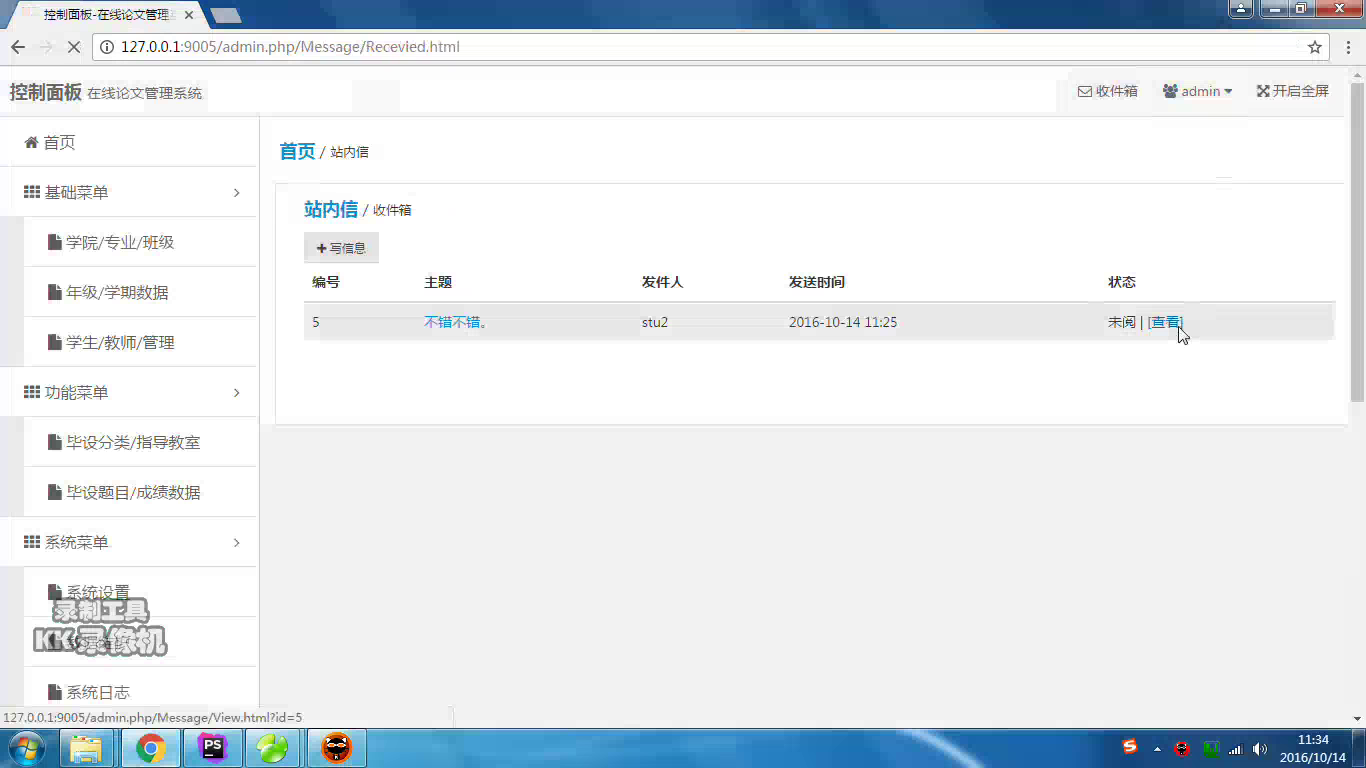 控制面板-在线论文管理
127.0.0.1:9005/admin.php/Message/Recevied.html
控制面板 在线论文管理系统
收件箱 admin 开启全屏
首页
基础菜单
学院/专业/班级
年级/学期数据
学生/教师/管理
功能菜单
毕设分类/指导教室
毕设题目/成绩数据
系统菜单
系统设置
录制工具
KK录像机
系统日志
首页 / 站内信
站内信 / 收件箱
写信息
编号 主题 发件人 发送时间 状态
5 不错不错。 stu2 2016-10-14 11:25 未阅 | [查看]
127.0.0.1:9005/admin.php/Message/View.html?id=5
PS
11:34
2016/10/14